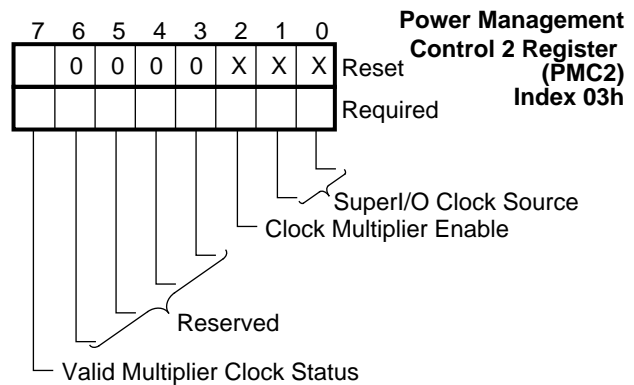 Power Management
Control 2 Register
(PMC2)
Index 03h
7 6 5 4 3 2 1 0
0 0 0 0 X X X Reset
Required
SuperI/O Clock Source
Clock Multiplier Enable
Reserved
Valid Multiplier Clock Status